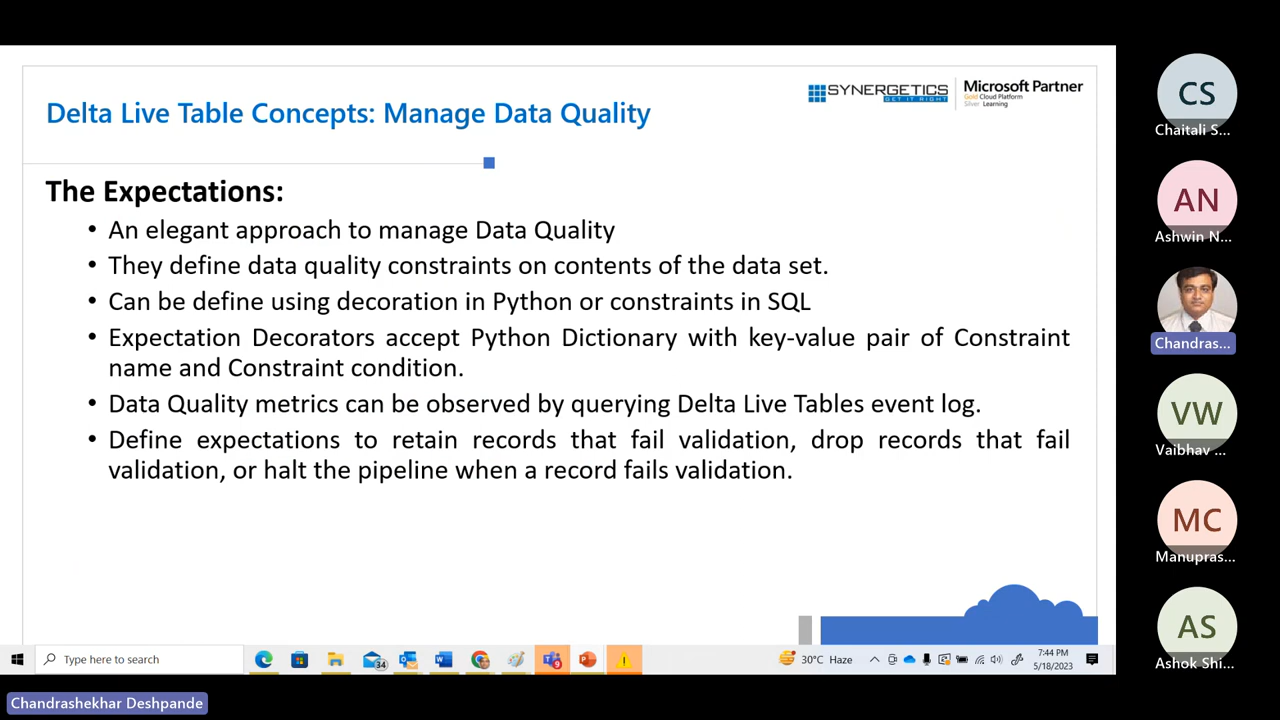 SYNERGETICS
GET IT RIGHT
Microsoft Partner
Gold Cloud Platform
Silver Learning
Delta Live Table Concepts: Manage Data Quality
The Expectations:
• An elegant approach to manage Data Quality
• They define data quality constraints on contents of the data set.
• Can be define using decoration in Python or constraints in SQL
• Expectation Decorators accept Python Dictionary with key-value pair of Constraint
name and Constraint condition.
• Data Quality metrics can be observed by querying Delta Live Tables event log.
• Define expectations to retain records that fail validation, drop records that fail
validation, or halt the pipeline when a record fails validation.
CS
Chaitali S...
AN
Ashwin N...
Chandras...
VW
Vaibhav ...
MC
Manupras...
AS
Ashok Shi...
Type here to search
34
9
30°C Haze
7:44 PM
5/18/2023
Chandrashekhar Deshpande